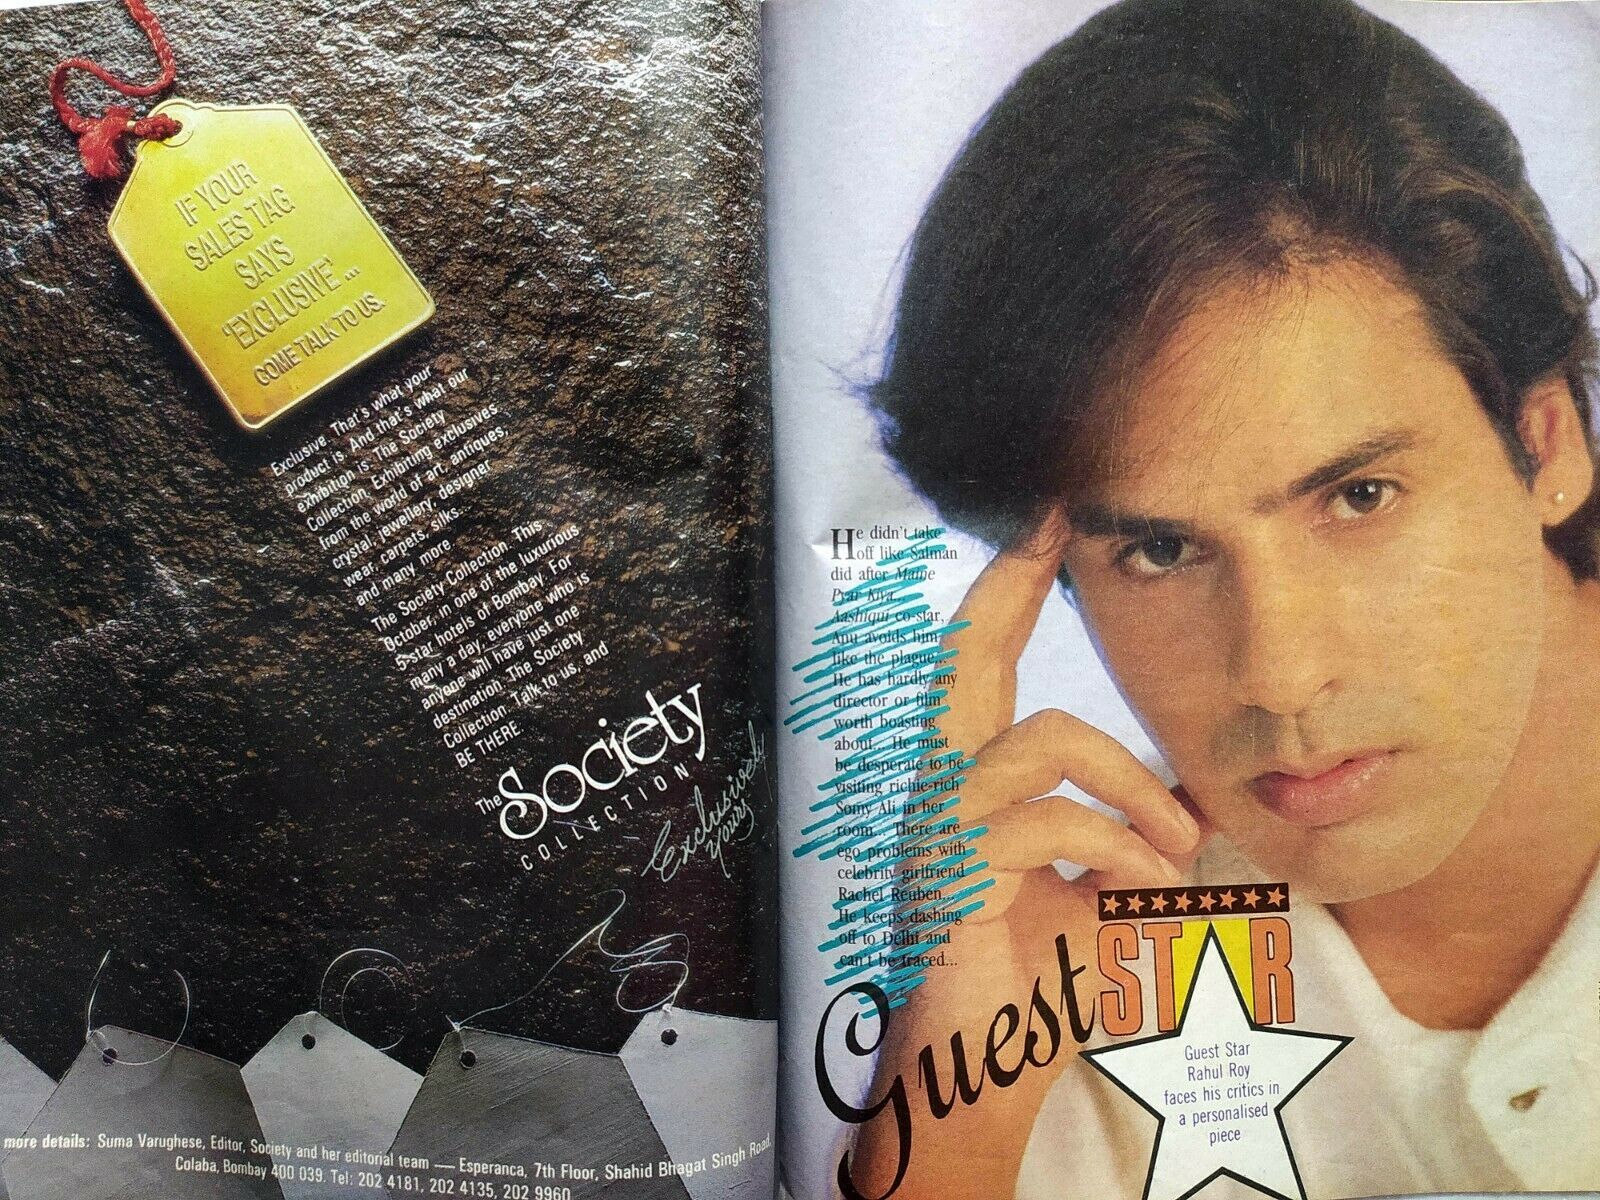 IF YOUR
SALES TAG
SAYS
'EXCLUSIVE'...
COME TALK TO US.
Exclusive. That's what your
product is. And that's what our
exhibition is. The Society
Collection. Exhibiting exclusives
from the world of art, antiques,
crystal, jewellery, designer
wear, carpets, silks...
and many more.
The Society Collection. This
October, in one of the luxurious
5-star hotels of Bombay. For
many a day, everyone who is
anyone will have just one
destination. The Society
Collection. Talk to us, and
BE THERE.
The Society
COLLECTION
Exclusively
Yours
more details: Suma Varughese, Editor, Society and her editorial team — Esperanca, 7th Floor, Shahid Bhagat Singh Road,
Colaba, Bombay 400 039. Tel: 202 4181, 202 4135, 202 9960
He didn't take
off like Salman
did after Maine
Pyar Kiya...
Aashiqui co-star,
Anu avoids him
like the plague...
He has hardly any
director or film
worth boasting
about... He must
be desperate to be
visiting richie-rich
Somy Ali in her
room... There are
ego problems with
celebrity girlfriend
Rachel Reuben...
He keeps dashing
off to Delhi and
can't be traced...
Guest STAR
Guest Star
Rahul Roy
faces his critics in
a personalised
piece